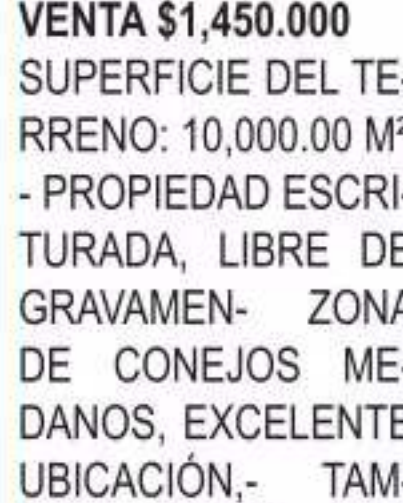 VENTA $1,450.000
SUPERFICIE DEL TE-
RRENO: 10,000.00 M²
- PROPIEDAD ESCRI-
TURADA, LIBRE DE
GRAVAMEN- ZONA
DE CONEJOS ME-
DANOS, EXCELENTE
UBICACIÓN,- TAM-